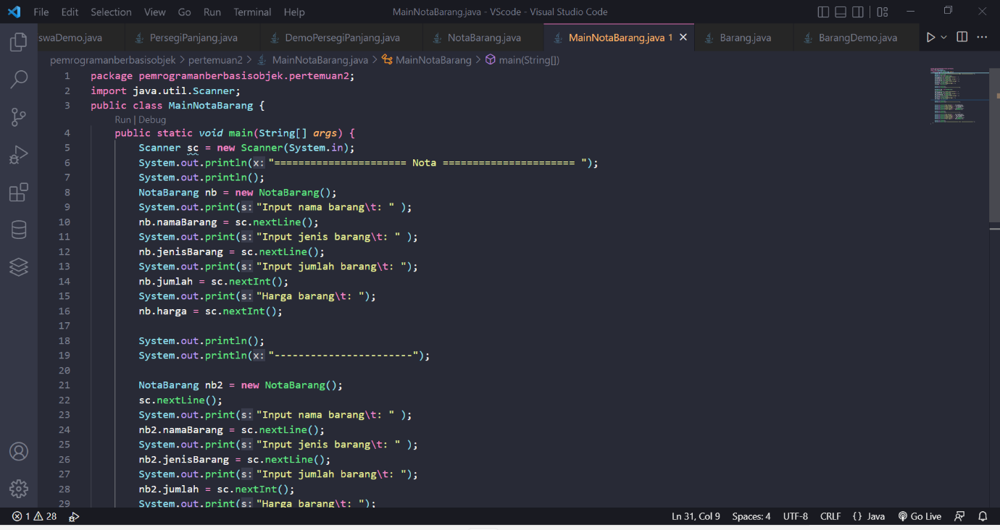 File Edit Selection View Go Run Terminal Help MainNotaBarang.java - VScode - Visual Studio Code
swaDemo.java PersegiPanjang.java DemoPersegiPanjang.java NotaBarang.java MainNotaBarang.java 1 Barang.java BarangDemo.java
pemrogramanberbasisobjek > pertemuan2 > MainNotaBarang.java > MainNotaBarang > main(String[])
1 package pemrogramanberbasisobjek.pertemuan2;
2 import java.util.Scanner;
3 public class MainNotaBarang {
Run | Debug
4 public static void main(String[] args) {
5 Scanner sc = new Scanner(System.in);
6 System.out.println(x: "====================== Nota ====================== ");
7 System.out.println();
8 NotaBarang nb = new NotaBarang();
9 System.out.print(s: "Input nama barang\t: " );
10 nb.namaBarang = sc.nextLine();
11 System.out.print(s: "Input jenis barang\t: " );
12 nb.jenisBarang = sc.nextLine();
13 System.out.print(s: "Input jumlah barang\t: ");
14 nb.jumlah = sc.nextInt();
15 System.out.print(s: "Harga barang\t: ");
16 nb.harga = sc.nextInt();
17
18 System.out.println();
19 System.out.println(x: "-----------------------");
20
21 NotaBarang nb2 = new NotaBarang();
22 sc.nextLine();
23 System.out.print(s: "Input nama barang\t: " );
24 nb2.namaBarang = sc.nextLine();
25 System.out.print(s: "Input jenis barang\t: " );
26 nb2.jenisBarang = sc.nextLine();
27 System.out.print(s: "Input jumlah barang\t: ");
28 nb2.jumlah = sc.nextInt();
29 System.out.print(s: "Harga barang\t: ");
1 28 Ln 31, Col 9 Spaces: 4 UTF-8 CRLF {} Java Go Live